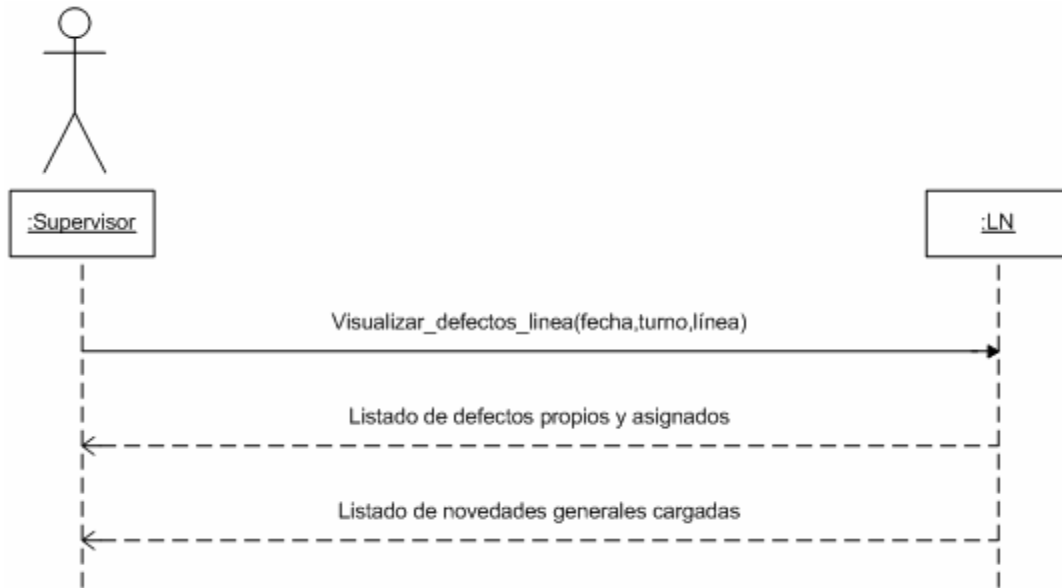 :Supervisor
:LN
Visualizar_defectos_linea(fecha,turno,línea)
Listado de defectos propios y asignados
Listado de novedades generales cargadas